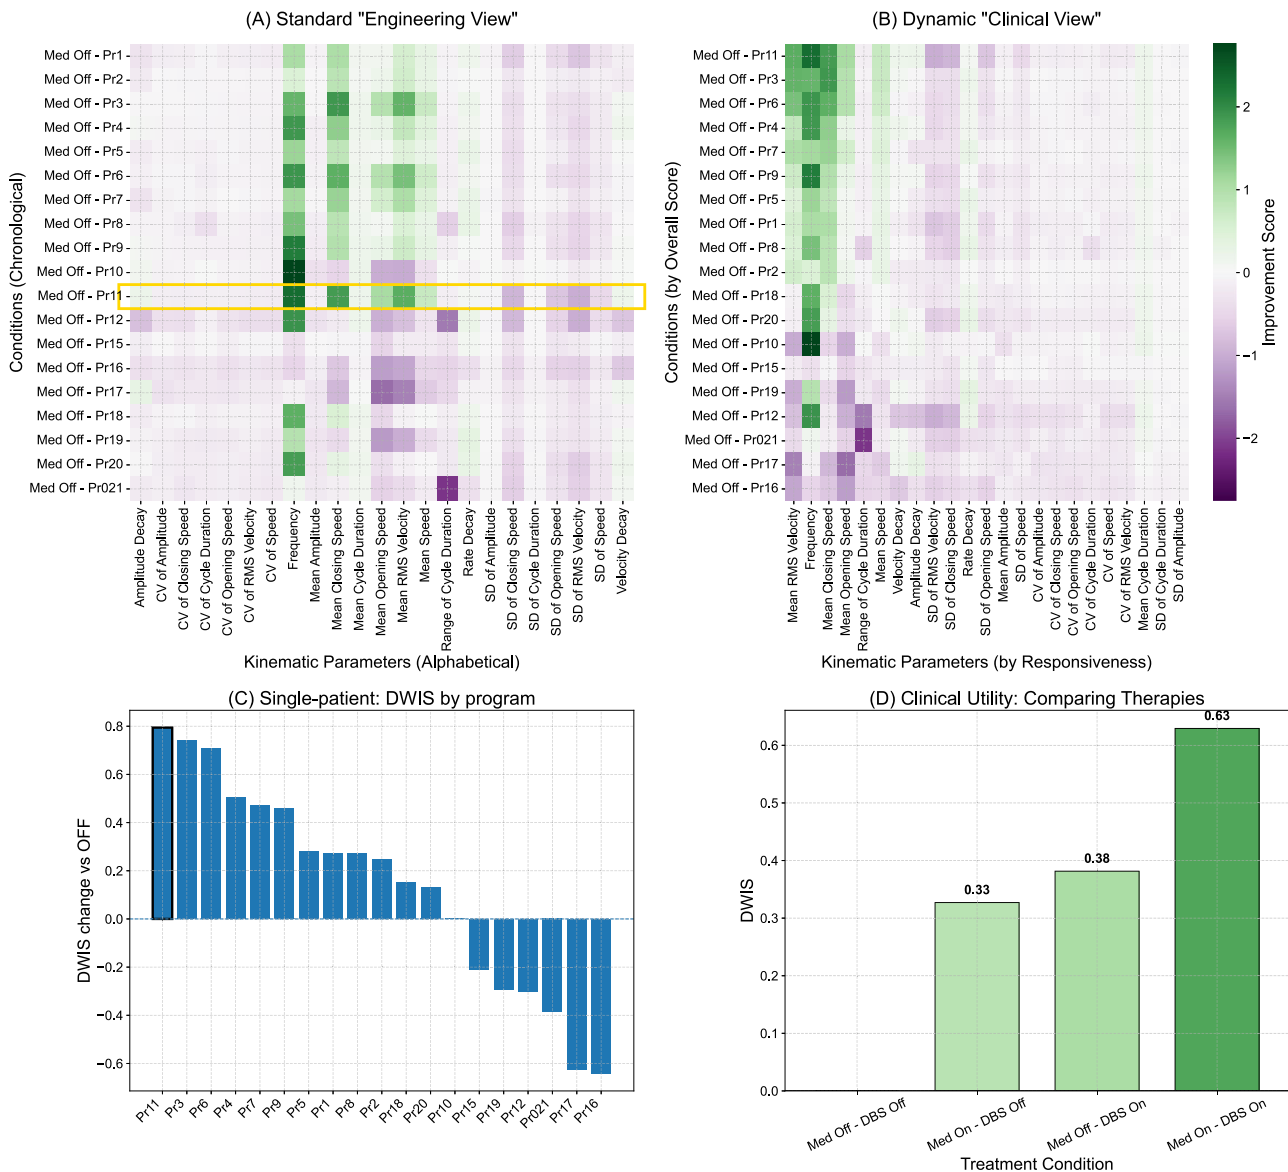 (A) Standard "Engineering View"
Conditions (Chronological)
Med Off - Pr1
Med Off - Pr2
Med Off - Pr3
Med Off - Pr4
Med Off - Pr5
Med Off - Pr6
Med Off - Pr7
Med Off - Pr8
Med Off - Pr9
Med Off - Pr10
Med Off - Pr11
Med Off - Pr12
Med Off - Pr15
Med Off - Pr16
Med Off - Pr17
Med Off - Pr18
Med Off - Pr19
Med Off - Pr20
Med Off - Pr021
Amplitude Decay
CV of Amplitude
CV of Closing Speed
CV of Cycle Duration
CV of Opening Speed
CV of RMS Velocity
CV of Speed
Frequency
Mean Amplitude
Mean Closing Speed
Mean Cycle Duration
Mean Opening Speed
Mean RMS Velocity
Mean Speed
Range of Cycle Duration
Rate Decay
SD of Amplitude
SD of Closing Speed
SD of Cycle Duration
SD of Opening Speed
SD of RMS Velocity
SD of Speed
Velocity Decay
Kinematic Parameters (Alphabetical)
(B) Dynamic "Clinical View"
Conditions (by Overall Score)
Med Off - Pr11
Med Off - Pr3
Med Off - Pr6
Med Off - Pr4
Med Off - Pr7
Med Off - Pr9
Med Off - Pr5
Med Off - Pr1
Med Off - Pr8
Med Off - Pr2
Med Off - Pr18
Med Off - Pr20
Med Off - Pr10
Med Off - Pr15
Med Off - Pr19
Med Off - Pr12
Med Off - Pr021
Med Off - Pr17
Med Off - Pr16
Mean RMS Velocity
Frequency
Mean Closing Speed
Mean Opening Speed
Range of Cycle Duration
Mean Speed
Velocity Decay
Amplitude Decay
SD of RMS Velocity
SD of Closing Speed
Rate Decay
SD of Opening Speed
Mean Amplitude
SD of Speed
CV of Amplitude
CV of Closing Speed
CV of Opening Speed
CV of Cycle Duration
CV of Speed
CV of RMS Velocity
Mean Cycle Duration
SD of Cycle Duration
SD of Amplitude
Kinematic Parameters (by Responsiveness)
2
1
0
−1
−2
Improvement Score
(C) Single-patient: DWIS by program
DWIS change vs OFF
0.8
0.6
0.4
0.2
0.0
−0.2
−0.4
−0.6
Pr11
Pr3
Pr6
Pr4
Pr7
Pr9
Pr5
Pr1
Pr8
Pr2
Pr18
Pr20
Pr10
Pr15
Pr19
Pr12
Pr021
Pr17
Pr16
(D) Clinical Utility: Comparing Therapies
DWIS
0.6
0.5
0.4
0.3
0.2
0.1
0.0
0.33
0.38
0.63
Med Off - DBS Off
Med On - DBS Off
Med Off - DBS On
Med On - DBS On
Treatment Condition